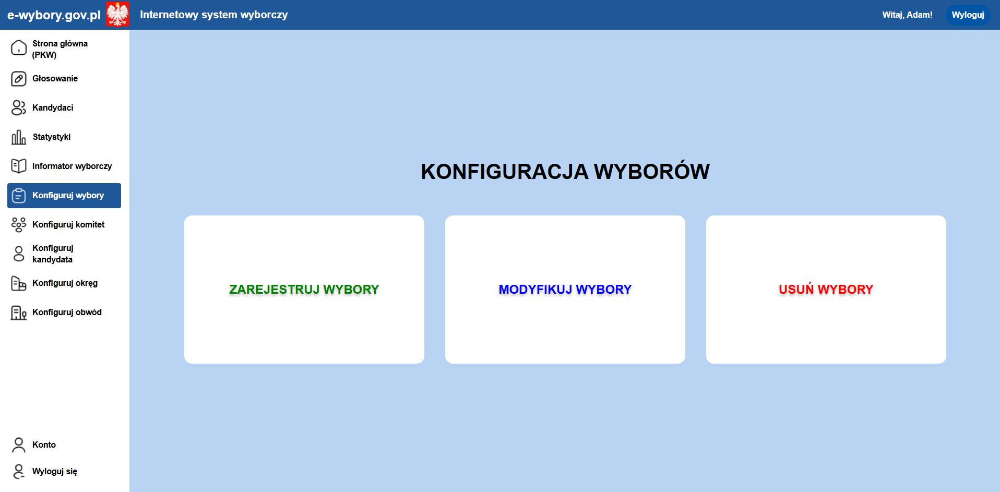 e-wybory.gov.pl
Internetowy system wyborczy
Witaj, Adam!
Wyloguj
Strona główna
(PKW)
Głosowanie
Kandydaci
Statystyki
Informator wyborczy
Konfiguruj wybory
Konfiguruj komitet
Konfiguruj
kandydata
Konfiguruj okręg
Konfiguruj obwód
Konto
Wyloguj się
KONFIGURACJA WYBORÓW
ZAREJESTRUJ WYBORY
MODYFIKUJ WYBORY
USUŃ WYBORY